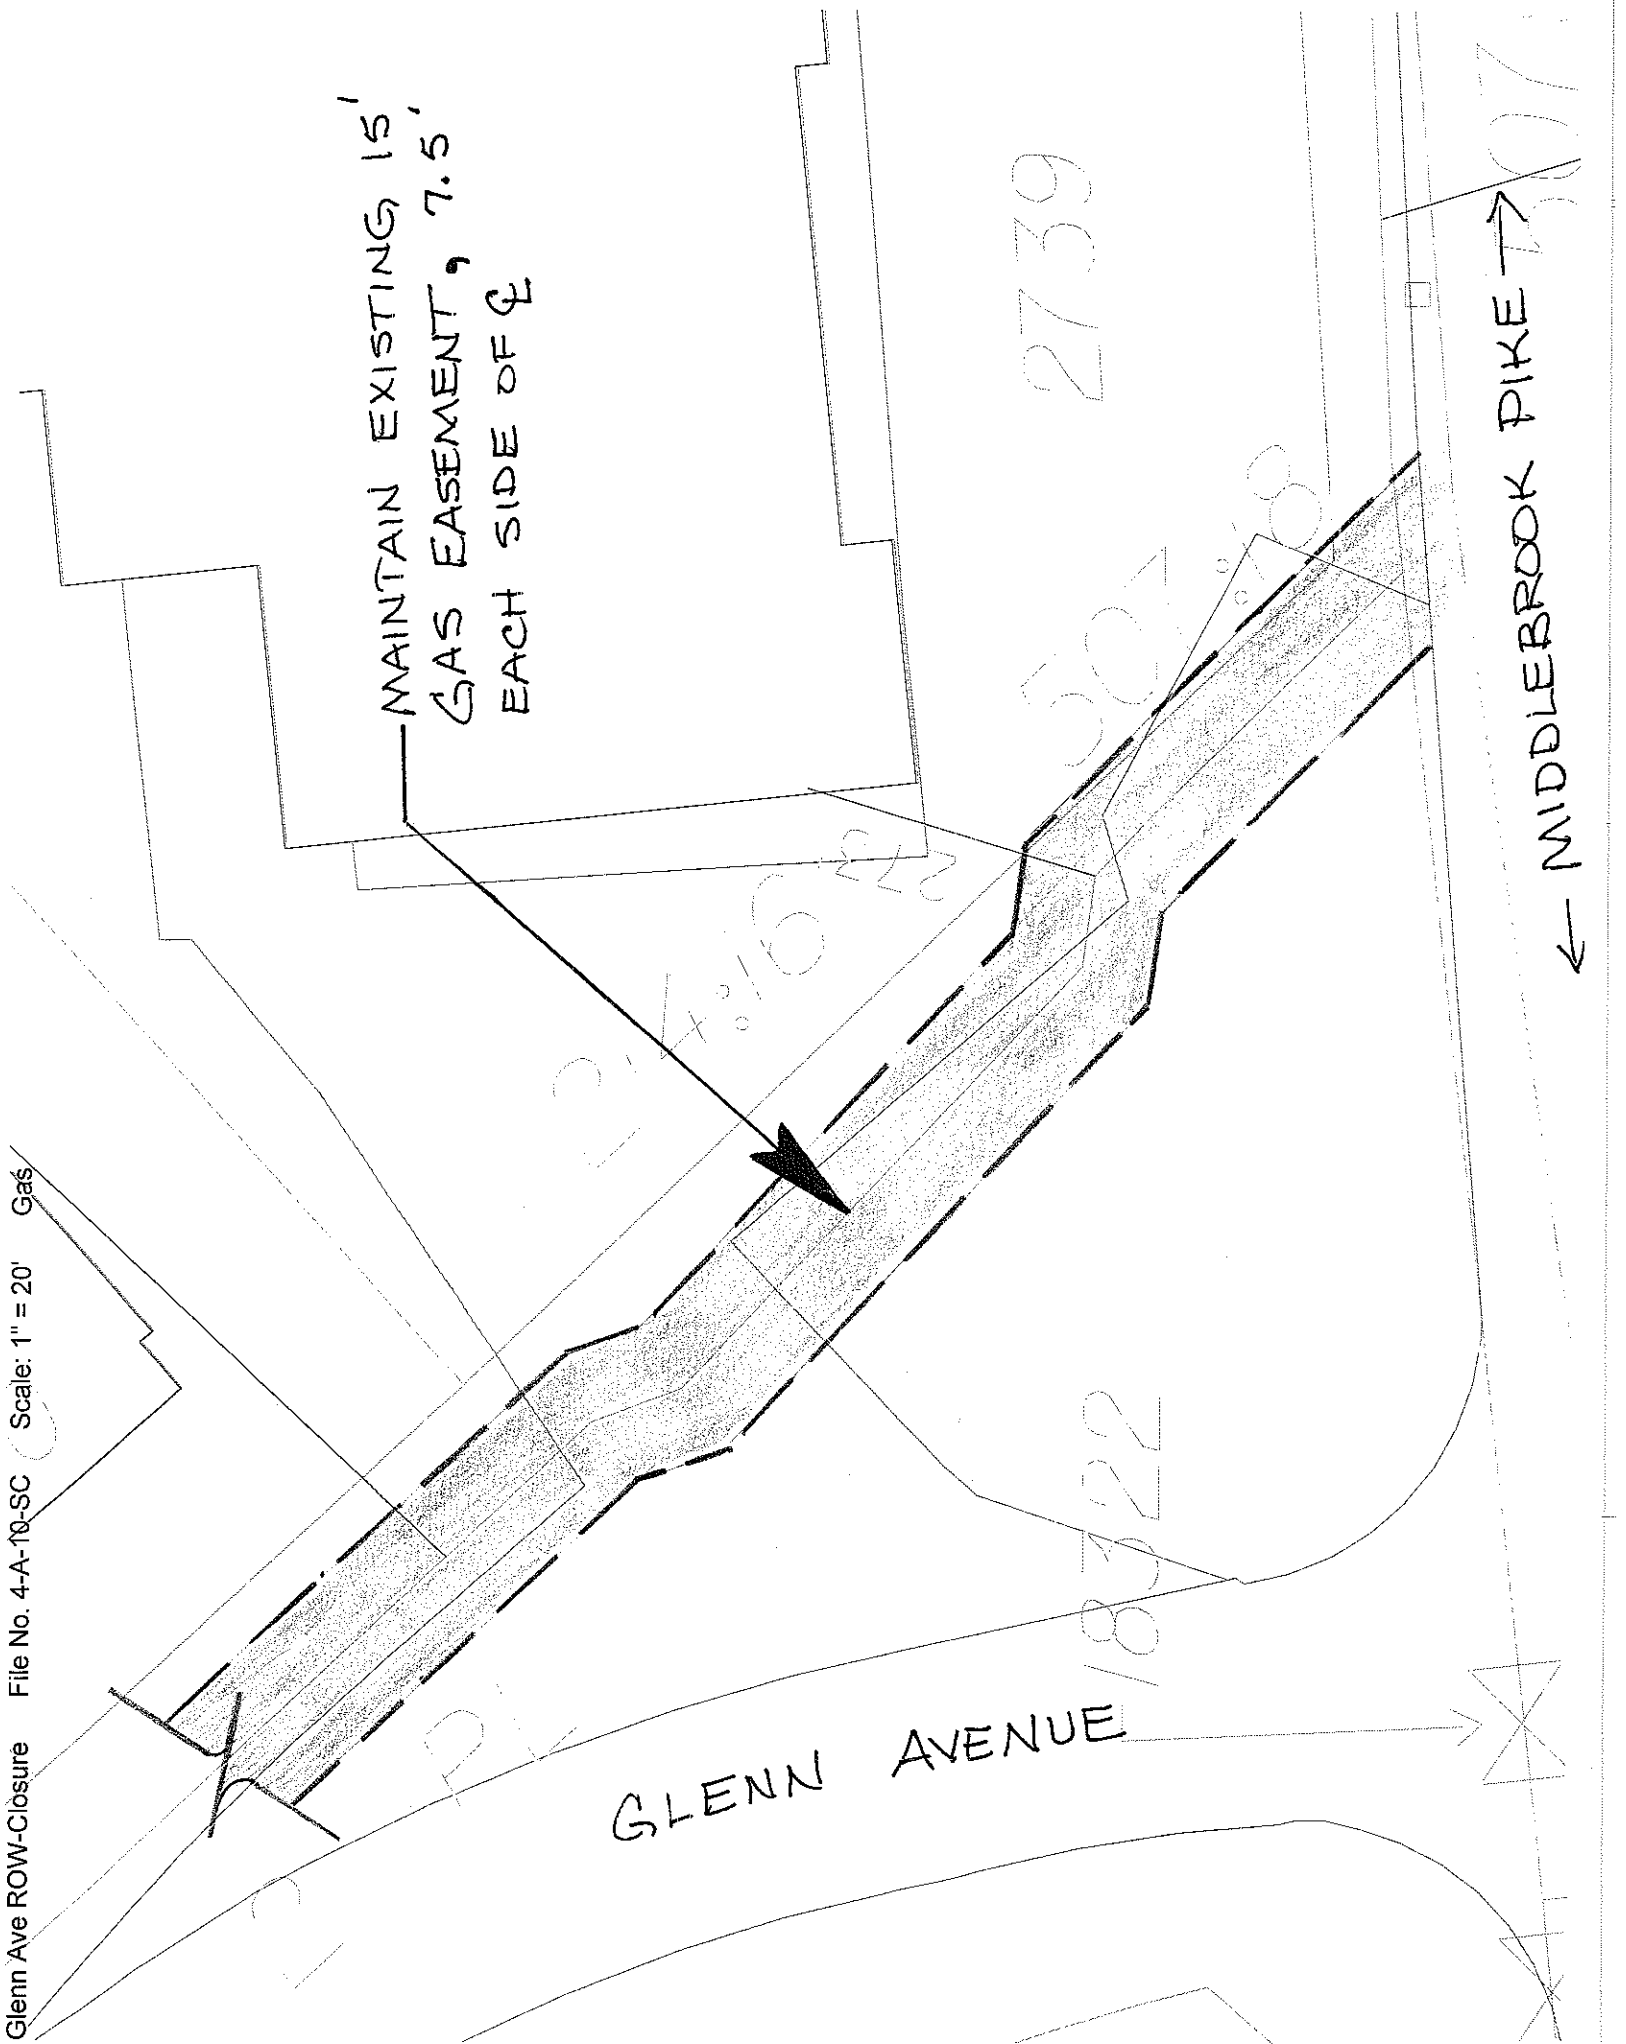 Glenn Ave ROW-Closure File No. 4-A-10-SC Scale: 1" = 20' Gas
MAINTAIN EXISTING 15'
GAS EASEMENT, 7.5'
EACH SIDE OF ℄
2739
GLENN AVENUE
1832
← MIDDLEBROOK PIKE →